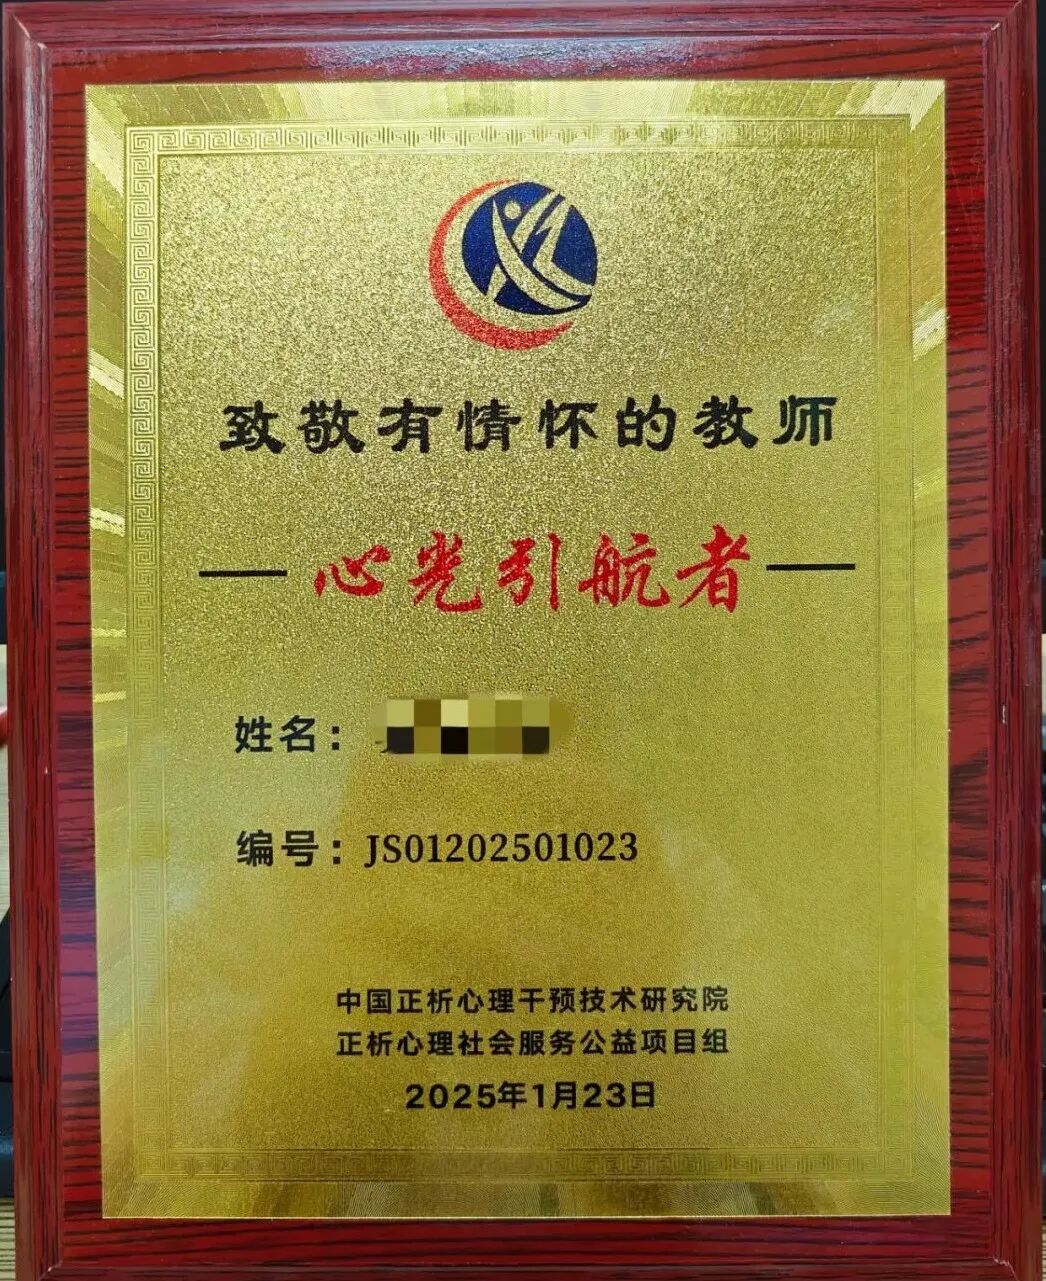 致敬有情怀的教师
心光引航者
姓名：
编号：JS01202501023
中国正析心理干预技术研究院
正析心理社会服务公益项目组
2025年1月23日